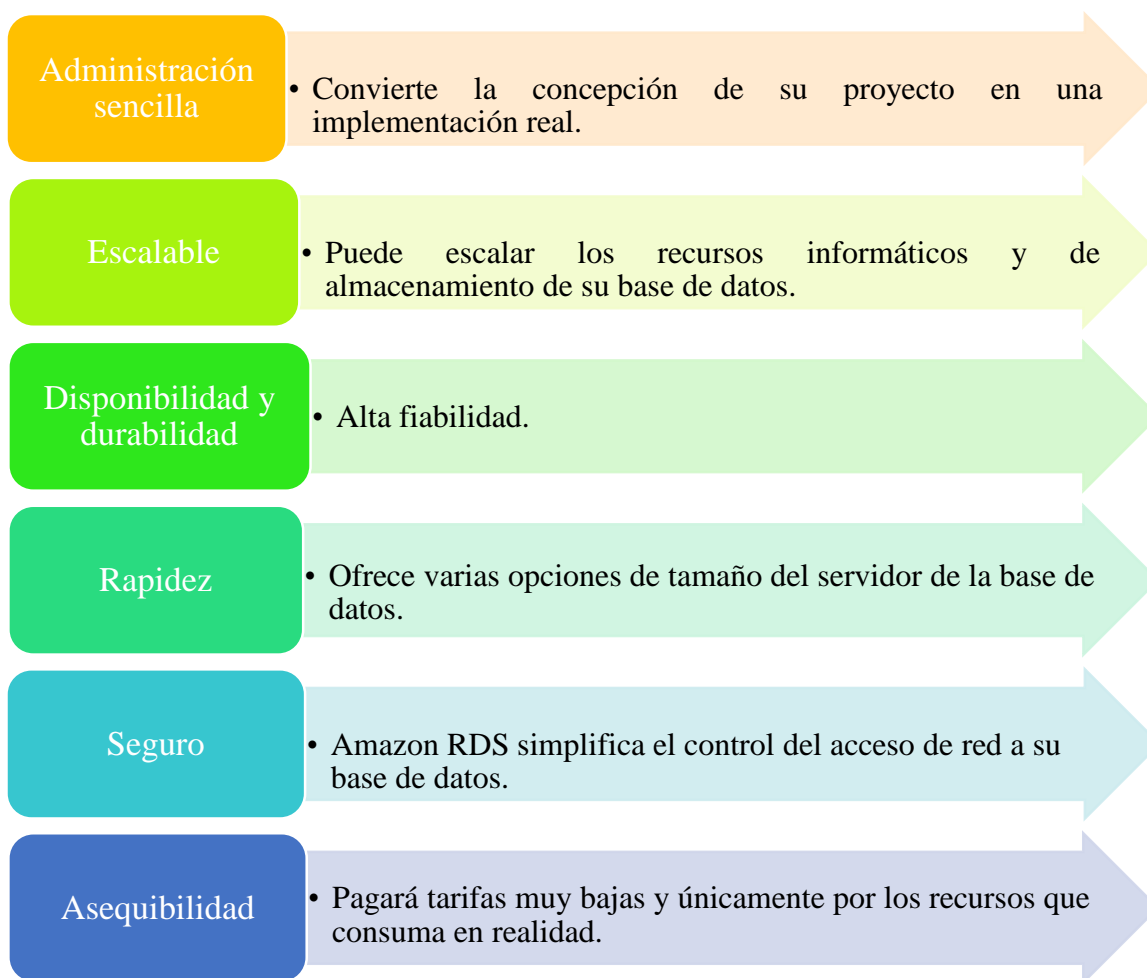 Administración
sencilla
• Convierte la concepción de su proyecto en una
implementación real.
Escalable
• Puede escalar los recursos informáticos y de
almacenamiento de su base de datos.
Disponibilidad y
durabilidad
• Alta fiabilidad.
Rapidez
• Ofrece varias opciones de tamaño del servidor de la base de
datos.
Seguro
• Amazon RDS simplifica el control del acceso de red a su
base de datos.
Asequibilidad
• Pagará tarifas muy bajas y únicamente por los recursos que
consuma en realidad.